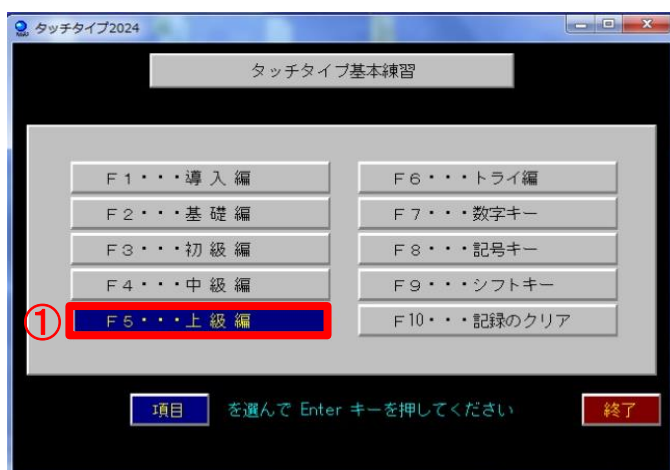 タッチタイプ2024
タッチタイプ基本練習
F1・・・導入編
F2・・・基礎編
F3・・・初級編
F4・・・中級編
① F5・・・上級編
F6・・・トライ編
F7・・・数字キー
F8・・・記号キー
F9・・・シフトキー
F10・・・記録のクリア
項目 を選んで Enter キーを押してください 終了